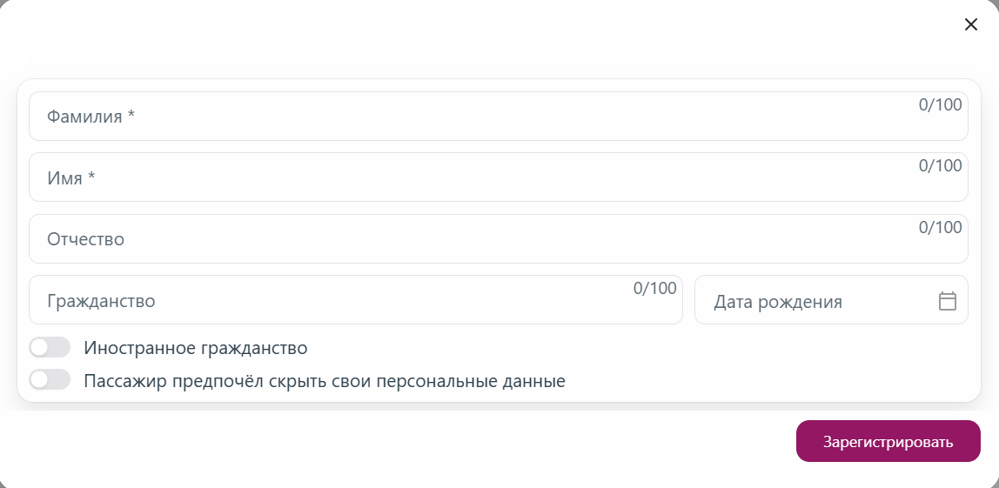 0/100
Фамилия *
0/100
Имя *
0/100
Отчество
0/100
Гражданство
Дата рождения
Иностранное гражданство
Пассажир предпочёл скрыть свои персональные данные
Зарегистрировать